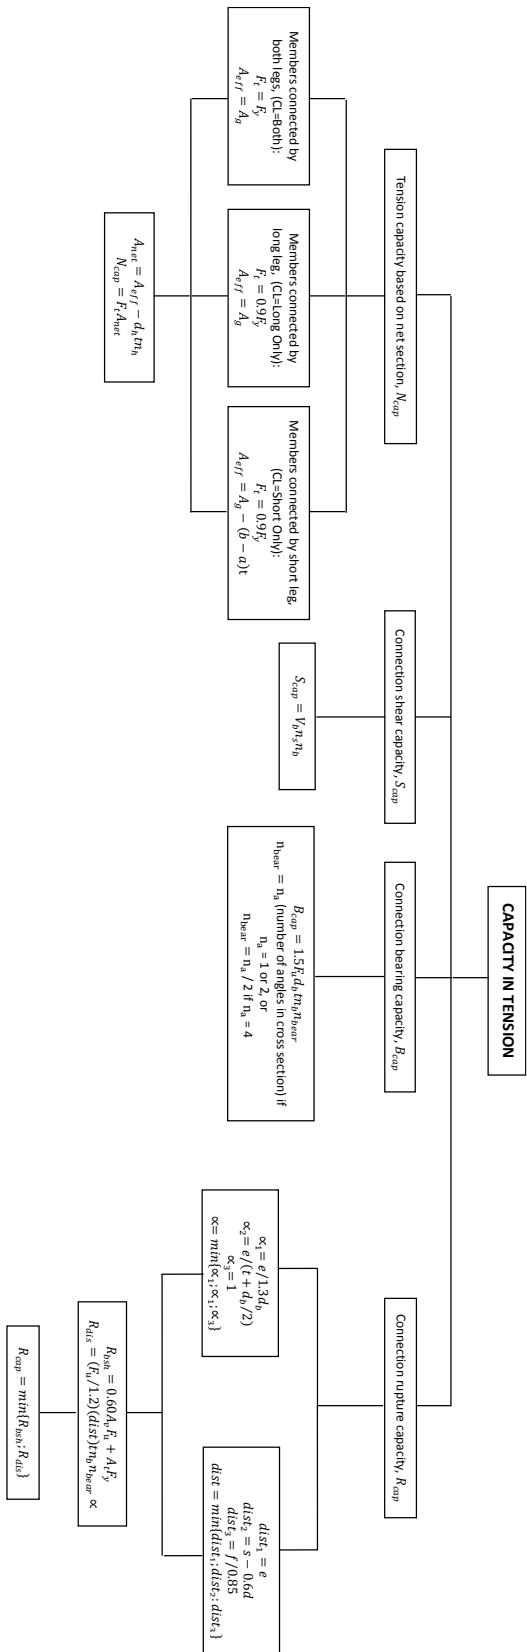 CAPACITY IN TENSION
Tension capacity based on net section, N_cap
Members connected by
both legs, (CL=Both):
F_t = F_y
A_eff = A_g
Members connected by
long leg, (CL=Long Only):
F_t = 0.9F_y
A_eff = A_g
Members connected by short leg,
(CL=Short Only):
F_t = 0.9F_y
A_eff = A_g − (b − a)t
A_net = A_eff − d_h t n_h
N_cap = F_t A_net
Connection shear capacity, S_cap
S_cap = V_b n_s n_b
Connection bearing capacity, B_cap
B_cap = 1.5F_u d_b t n_b n_bear
n_bear = n_a (number of angles in cross section) if
n_a = 1 or 2, or
n_bear = n_a / 2 if n_a = 4
Connection rupture capacity, R_cap
∝_1 = e/1.3d_b
∝_2 = e/(t + d_b/2)
∝_3 = 1
∝= min{∝_1; ∝_1; ∝_3}
dist_1 = e
dist_2 = s − 0.6d
dist_3 = f/0.85
dist = min{dist_1; dist_2; dist_3}
R_bsh = 0.60A_v F_u + A_t F_y
R_dis = (F_u/1.2)(dist)t n_b n_bear ∝
R_cap = min{R_bsh; R_dis}